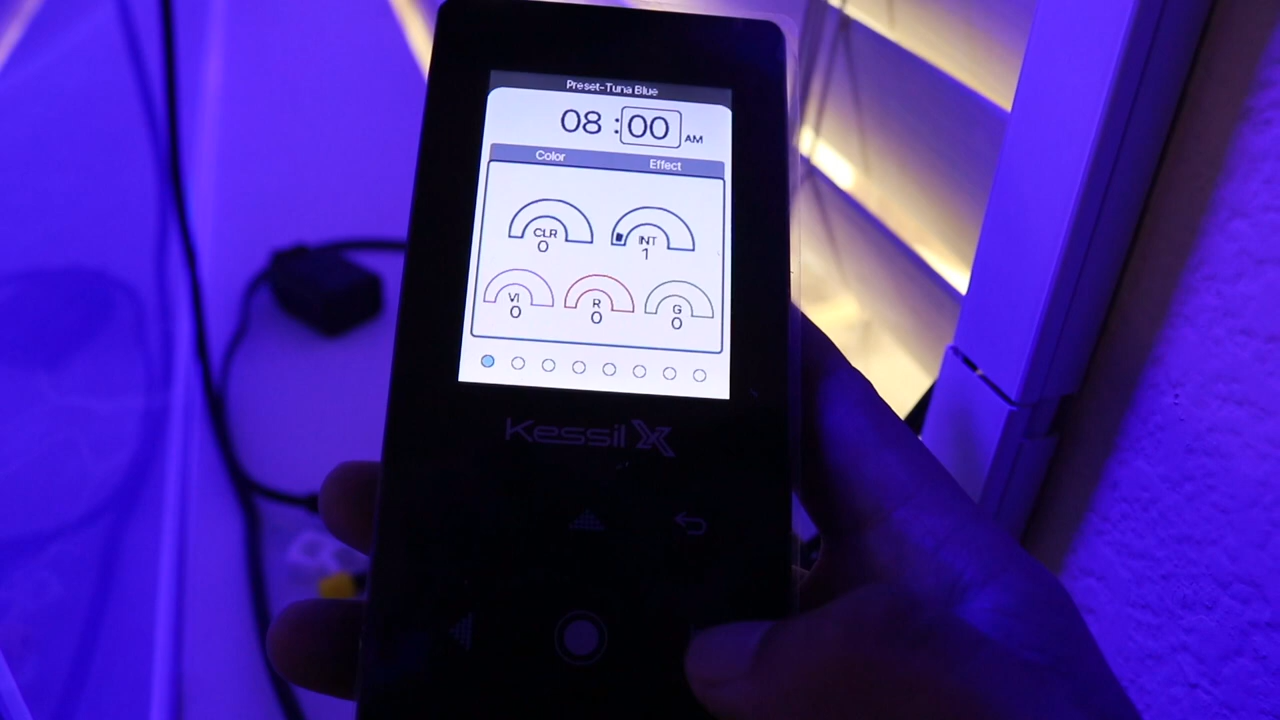 Preset-Tuna Blue
08 : 00 AM
Color Effect
CLR INT
0 1
VI R G
0 0 0
Kessil X